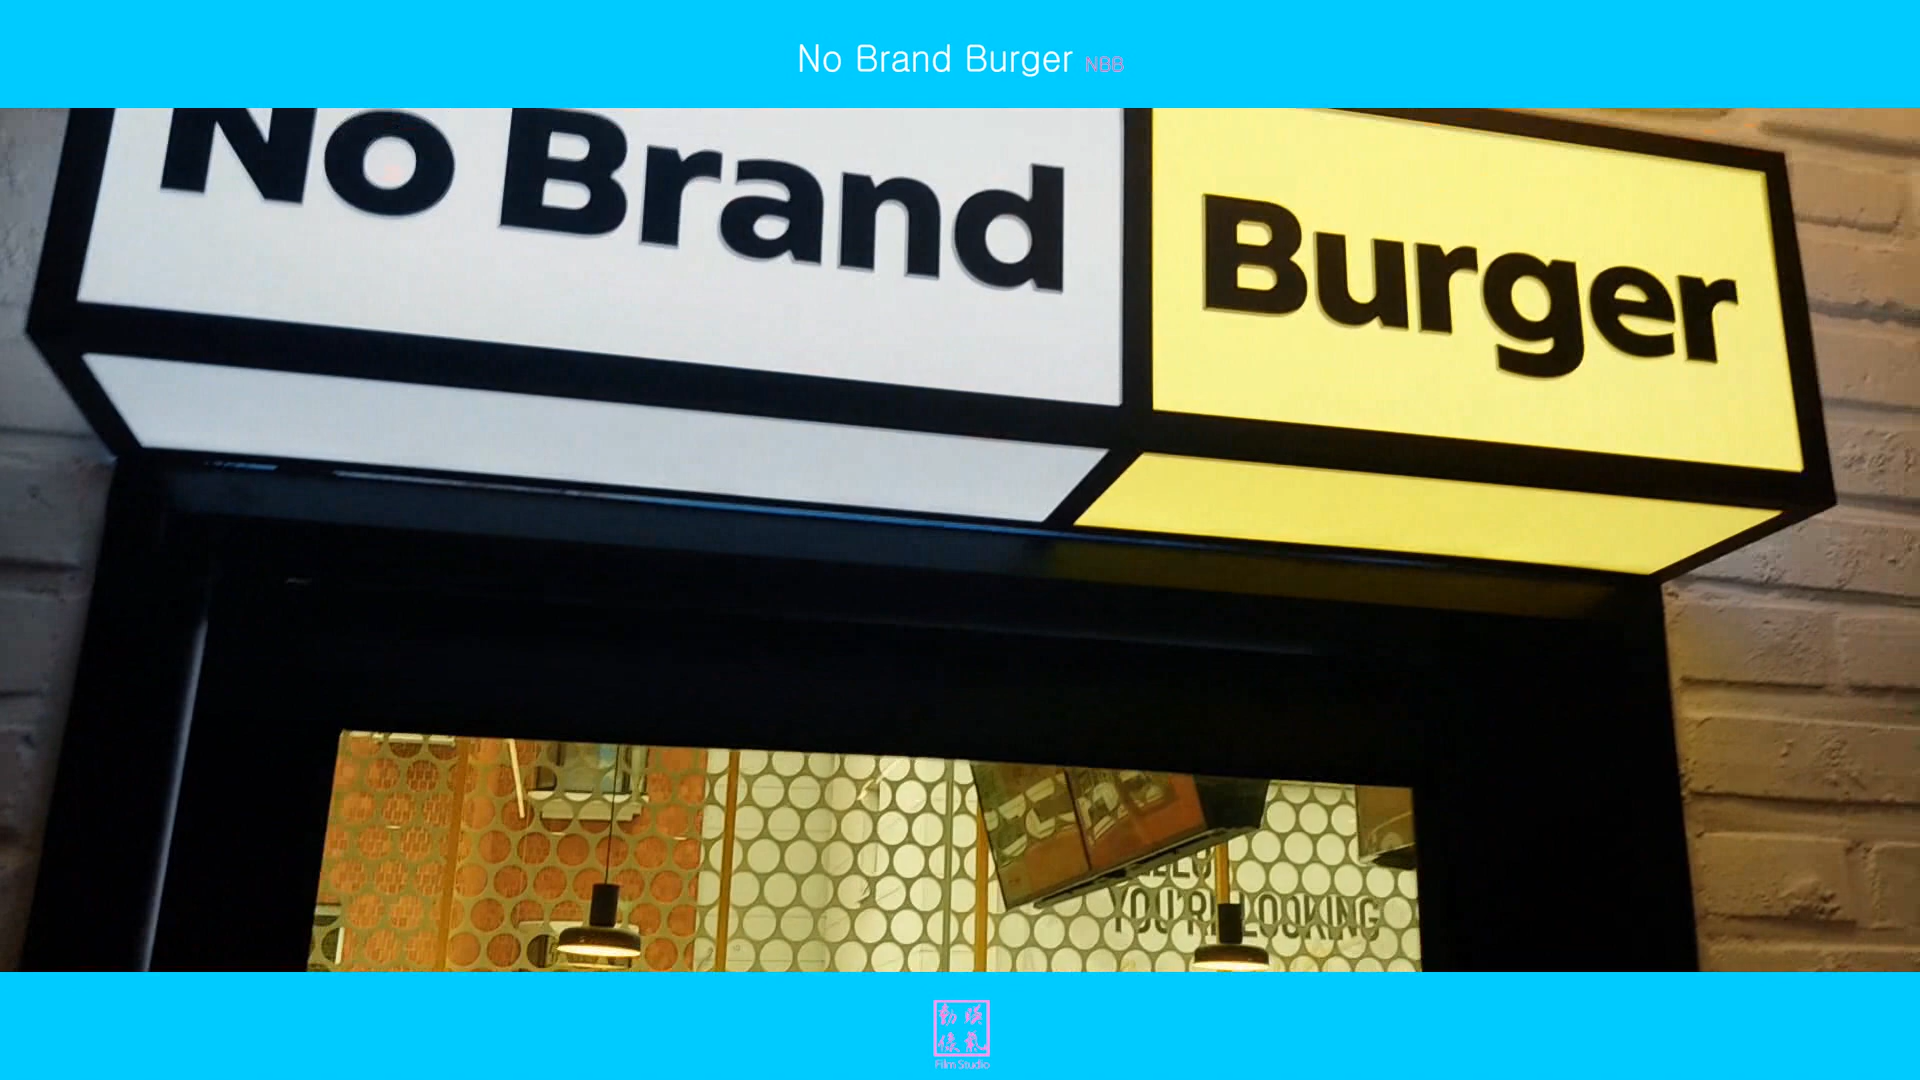 No Brand Burger NBB
No Brand
Burger
YOU'RE LOOKING
Film Studio